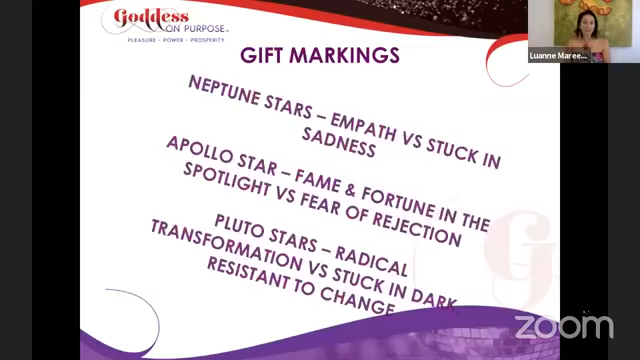 Goddess
ON PURPOSE™
PLEASURE • POWER • PROSPERITY
GIFT MARKINGS
NEPTUNE STARS – EMPATH VS STUCK IN
SADNESS
APOLLO STAR – FAME & FORTUNE IN THE
SPOTLIGHT VS FEAR OF REJECTION
PLUTO STARS – RADICAL
TRANSFORMATION VS STUCK IN DARK,
RESISTANT TO CHANGE
Luanne Maree...
zoom